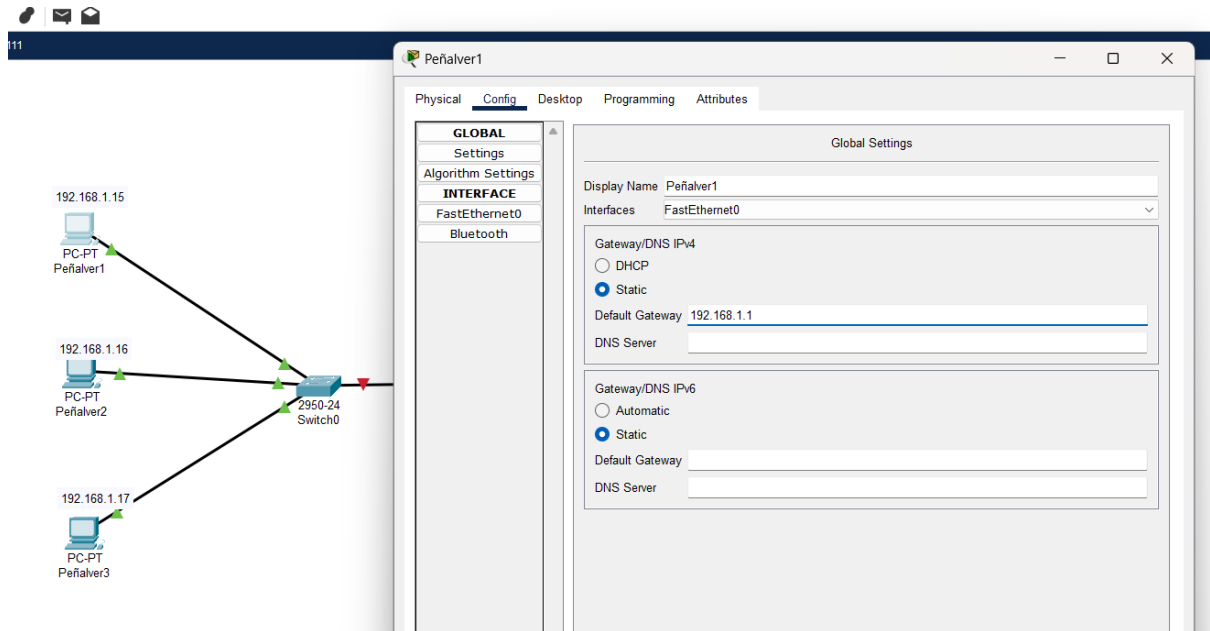 111
Peñalver1
Physical Config Desktop Programming Attributes
GLOBAL
Settings
Algorithm Settings
INTERFACE
FastEthernet0
Bluetooth
Global Settings
Display Name Peñalver1
Interfaces FastEthernet0
Gateway/DNS IPv4
DHCP
Static
Default Gateway 192.168.1.1
DNS Server
Gateway/DNS IPv6
Automatic
Static
Default Gateway
DNS Server
192.168.1.15
PC-PT
Peñalver1
192.168.1.16
PC-PT
Peñalver2
2950-24
Switch0
192.168.1.17
PC-PT
Peñalver3